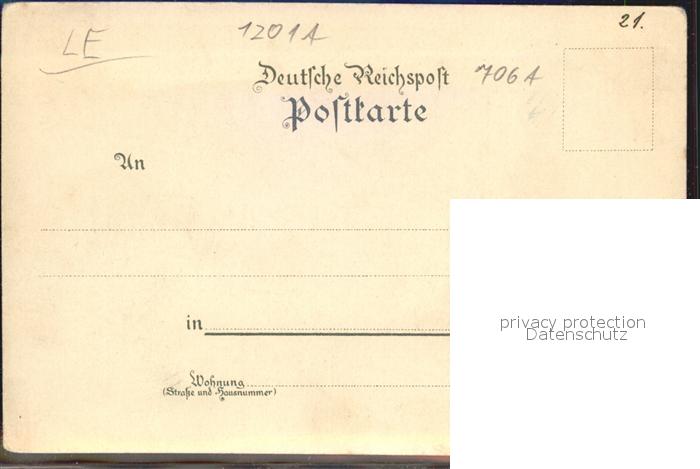 21.
LE
1201A
Deutsche Reichspost 706A
Postkarte
An
in
Wohnung
(Straße und Hausnummer)
privacy protection
Datenschutz